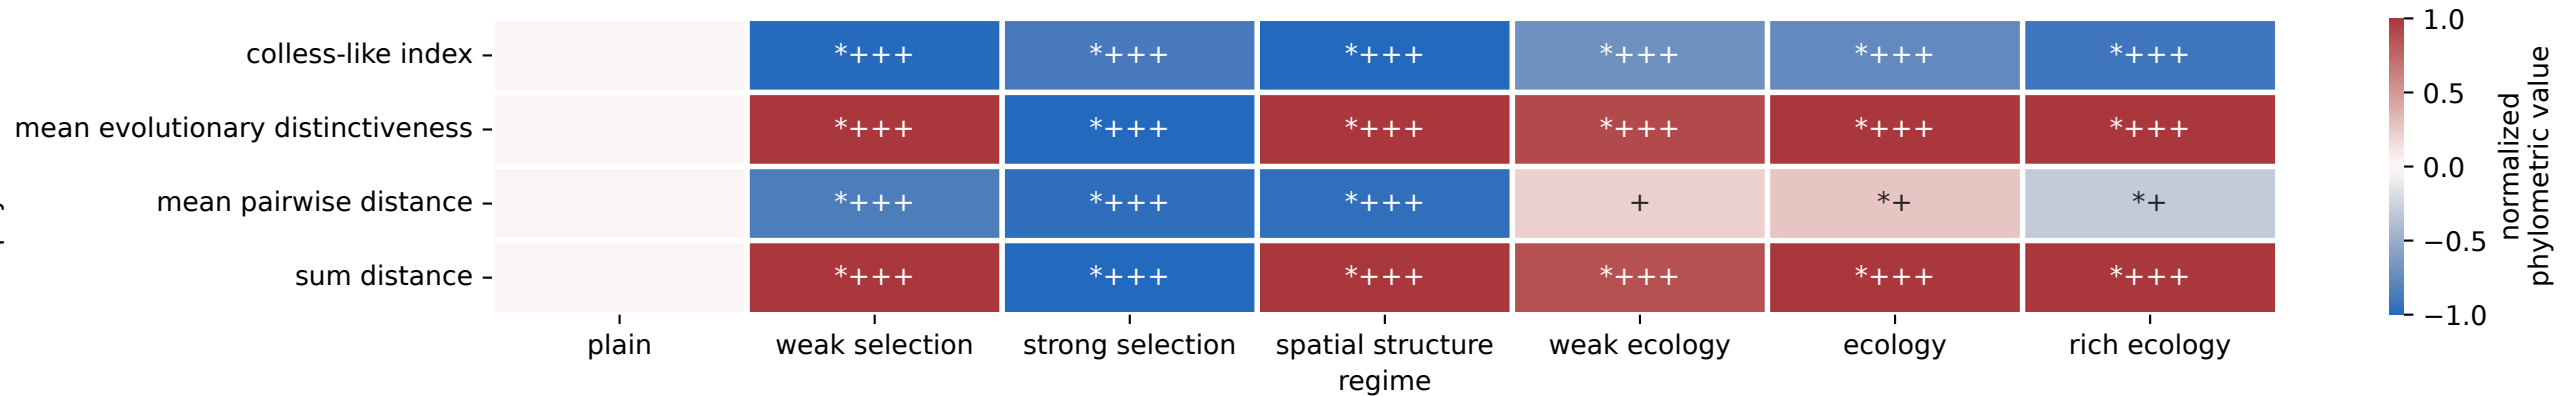 colless-like index *+++ *+++ *+++ *+++ *+++ *+++
mean evolutionary distinctiveness *+++ *+++ *+++ *+++ *+++ *+++
mean pairwise distance *+++ *+++ *+++ + *+ *+
sum distance *+++ *+++ *+++ *+++ *+++ *+++
plain weak selection strong selection spatial structure weak ecology ecology rich ecology
regime
1.0
0.5
0.0
−0.5
−1.0
normalized
phylometric value